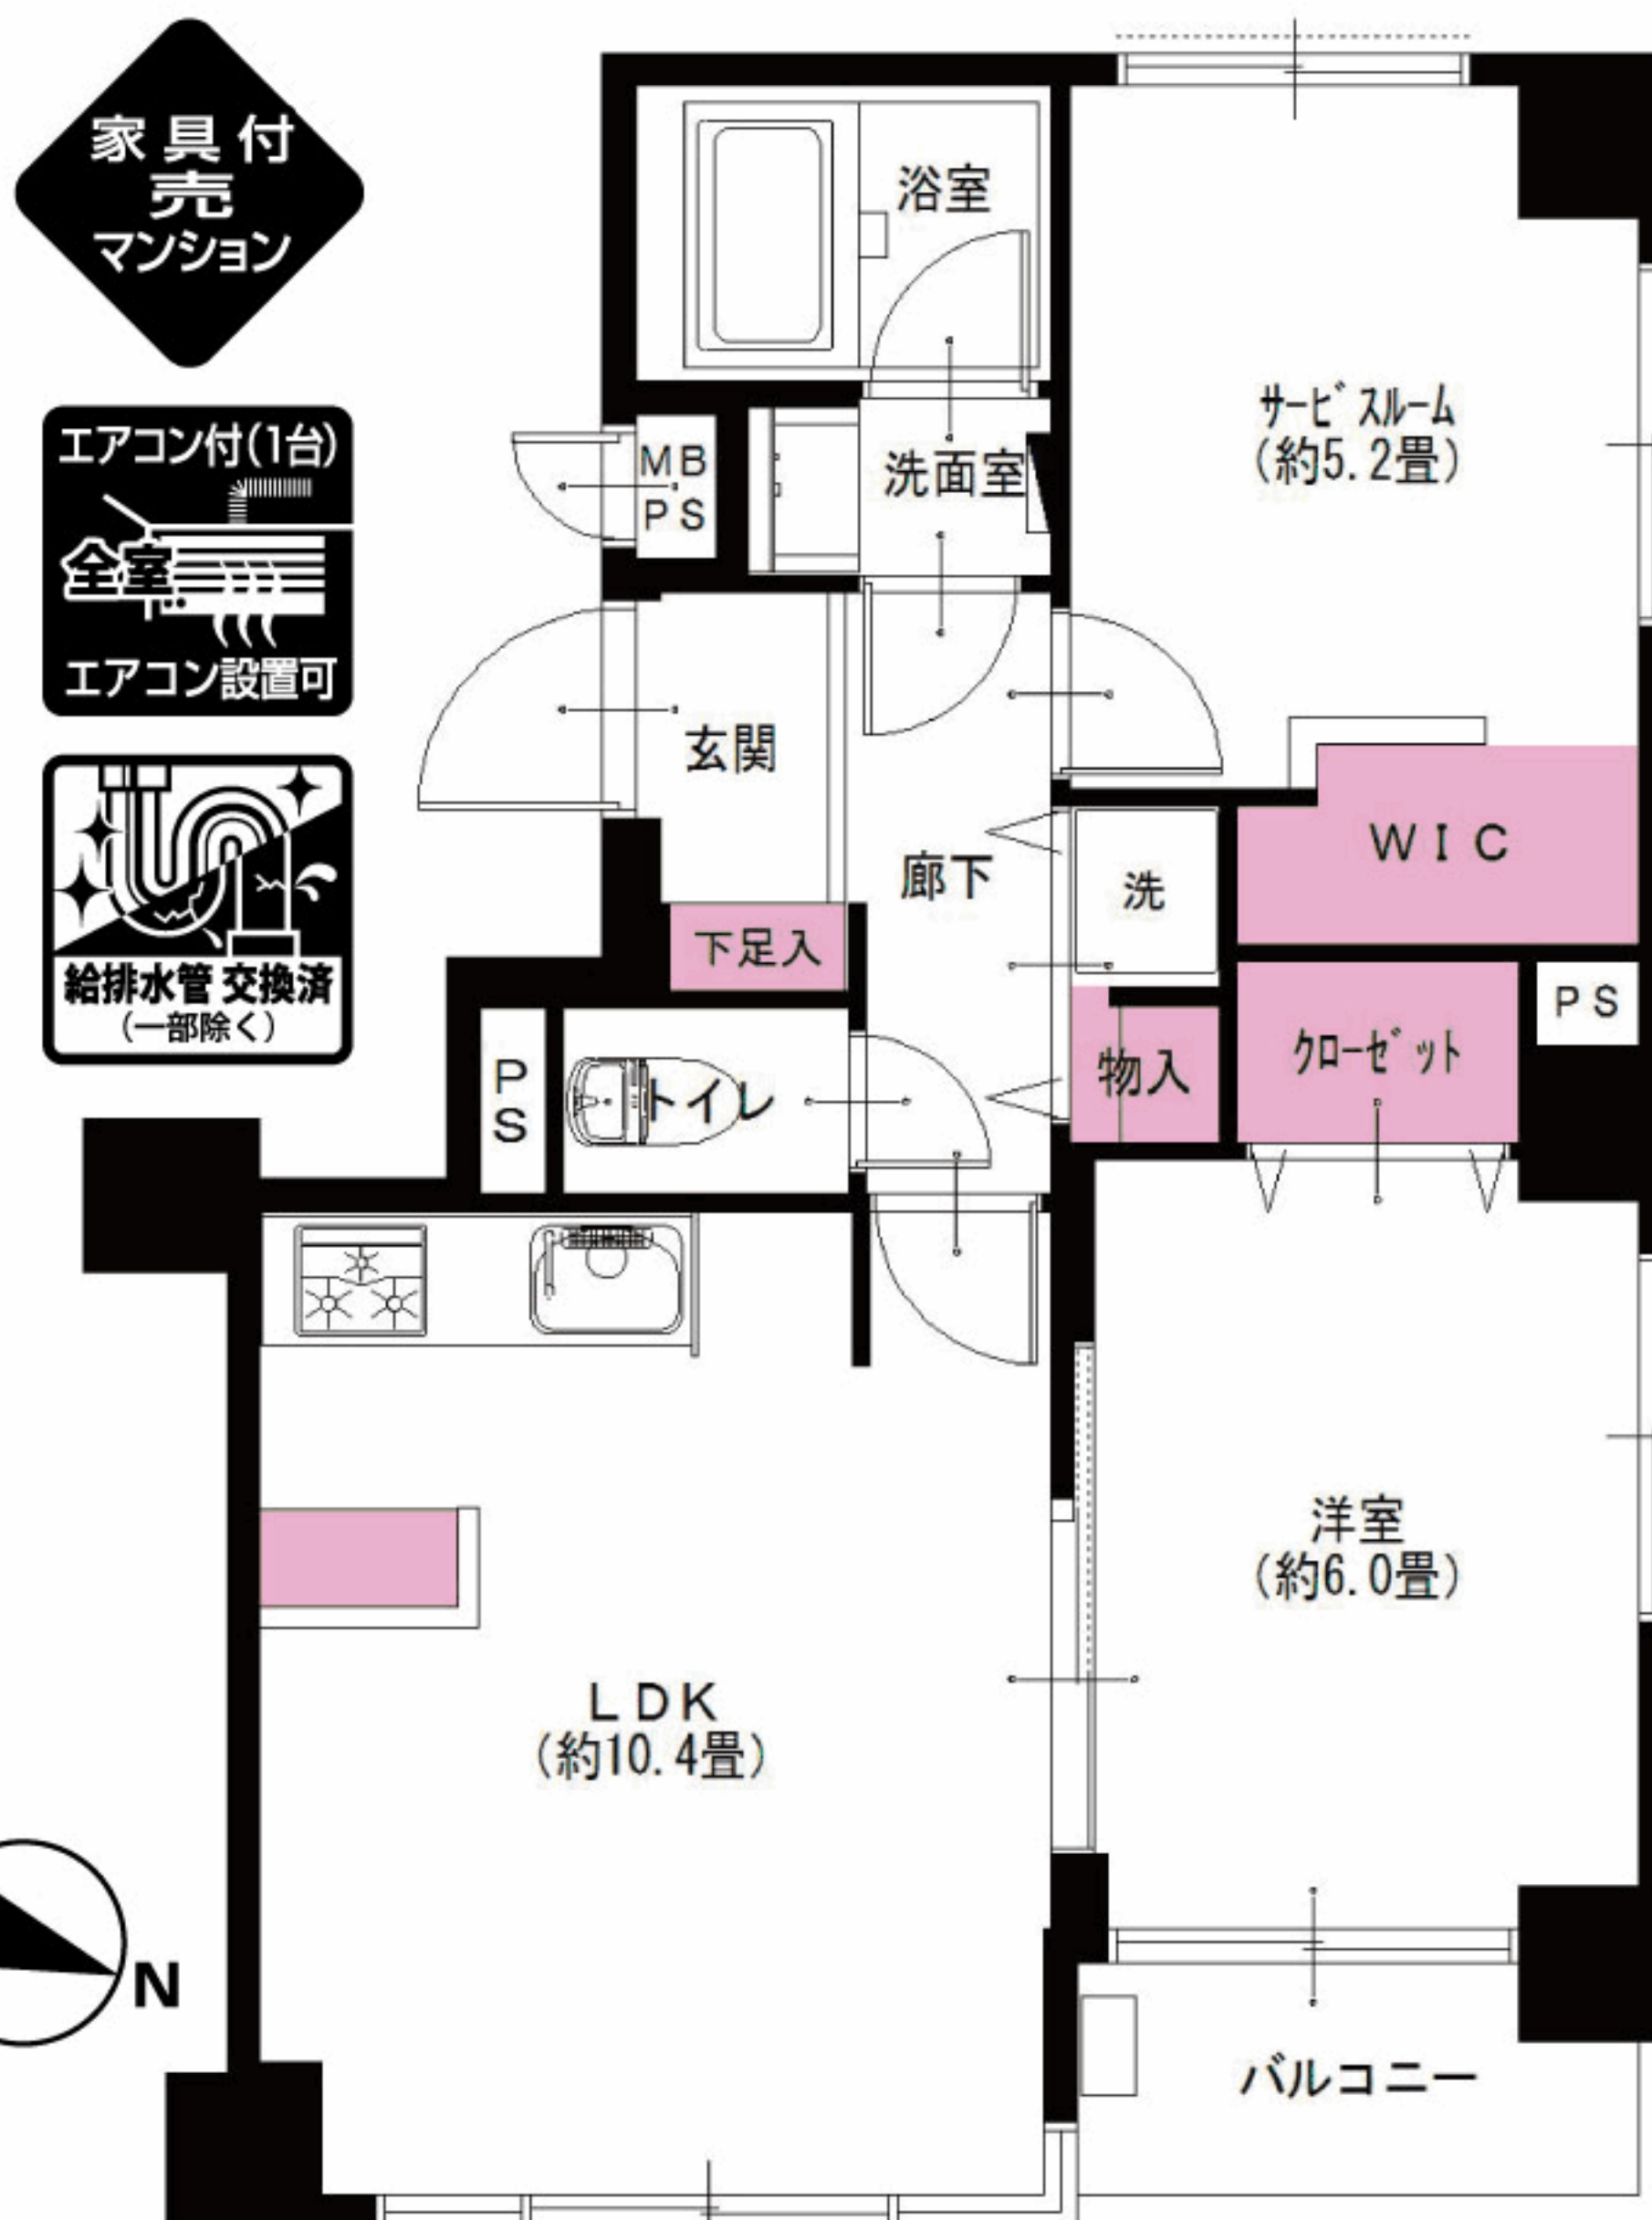 家具付
売
マンション
エアコン付(1台)
全室
エアコン設置可
給排水管 交換済
(一部除く)
浴室
サービスルーム
(約5.2畳)
MB
PS
洗面室
玄関
廊下
洗
WIC
下足入
PS
クローゼット
PS
トイレ
物入
洋室
(約6.0畳)
LDK
(約10.4畳)
N
バルコニー